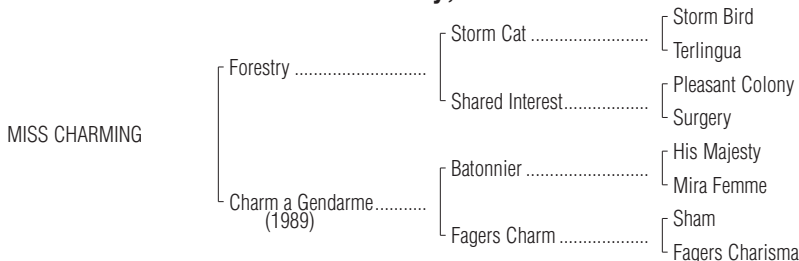 Storm Bird
Storm Cat ............................
Terlingua
Forestry ...............................
Pleasant Colony
Shared Interest....................
Surgery
MISS CHARMING
His Majesty
Batonnier .............................
Mira Femme
Charm a Gendarme............
(1989)
Sham
Fagers Charm .....................
Fagers Charisma